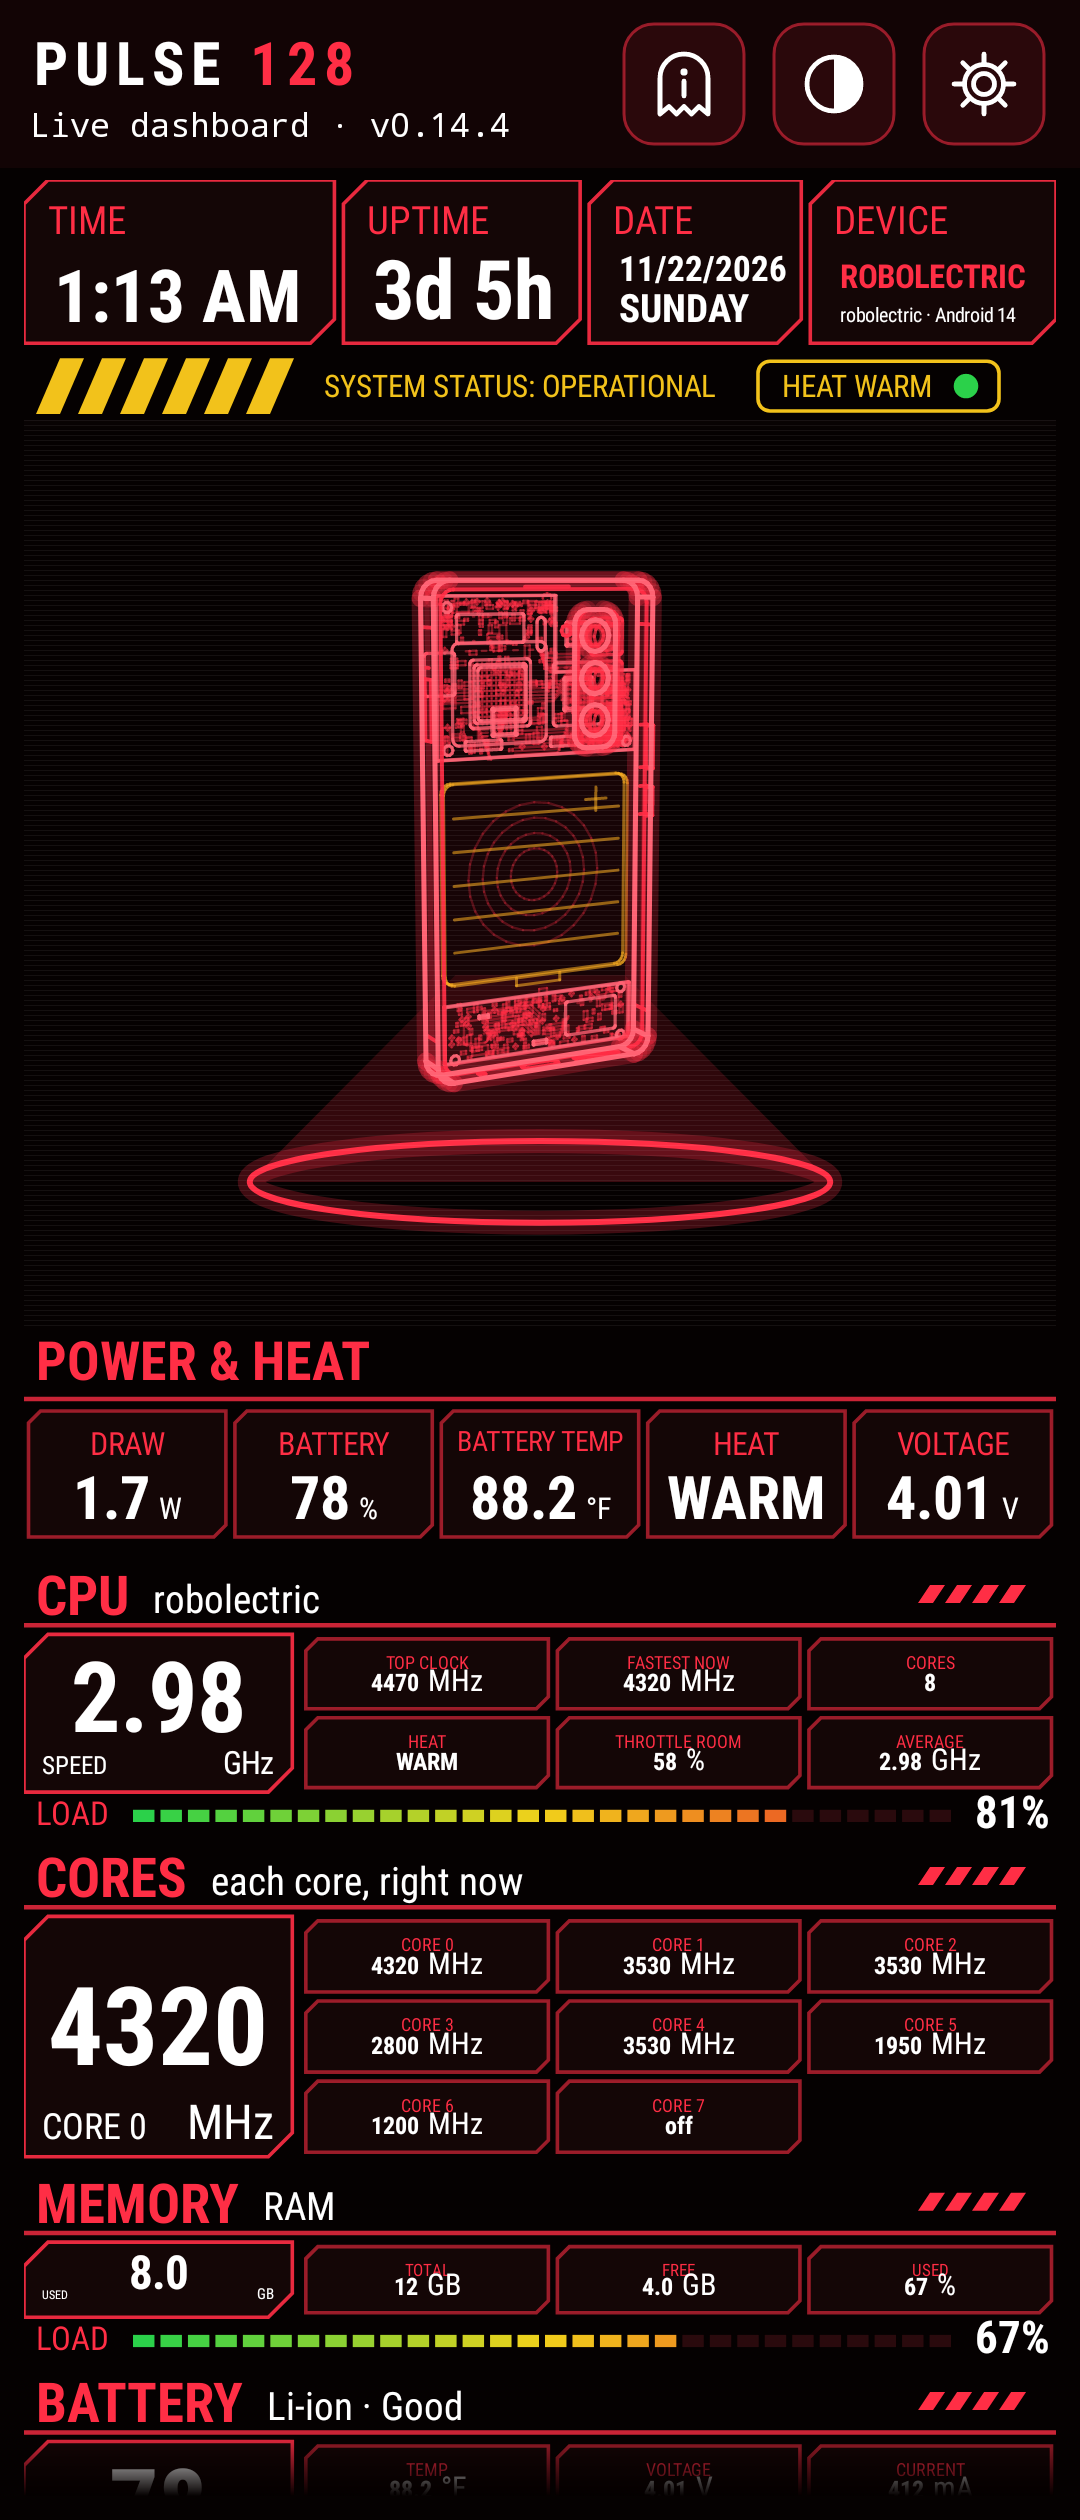 PULSE 128
Live dashboard · v0.14.4
TIME
1:13 AM
UPTIME
3d 5h
DATE
11/22/2026
SUNDAY
DEVICE
ROBOLECTRIC
robolectric · Android 14
SYSTEM STATUS: OPERATIONAL
HEAT WARM
POWER & HEAT
DRAW
1.7 W
BATTERY
78 %
BATTERY TEMP
88.2 °F
HEAT
WARM
VOLTAGE
4.01 V
CPU robolectric
2.98
SPEED GHz
TOP CLOCK
4470 MHz
FASTEST NOW
4320 MHz
CORES
8
HEAT
WARM
THROTTLE ROOM
58 %
AVERAGE
2.98 GHz
LOAD 81%
CORES each core, right now
4320
CORE 0 MHz
CORE 0
4320 MHz
CORE 1
3530 MHz
CORE 2
3530 MHz
CORE 3
2800 MHz
CORE 4
3530 MHz
CORE 5
1950 MHz
CORE 6
1200 MHz
CORE 7
off
MEMORY RAM
8.0
USED GB
TOTAL
12 GB
FREE
4.0 GB
USED
67 %
LOAD 67%
BATTERY Li-ion · Good
78
TEMP
88.2 °F
VOLTAGE
4.01 V
CURRENT
412 mA